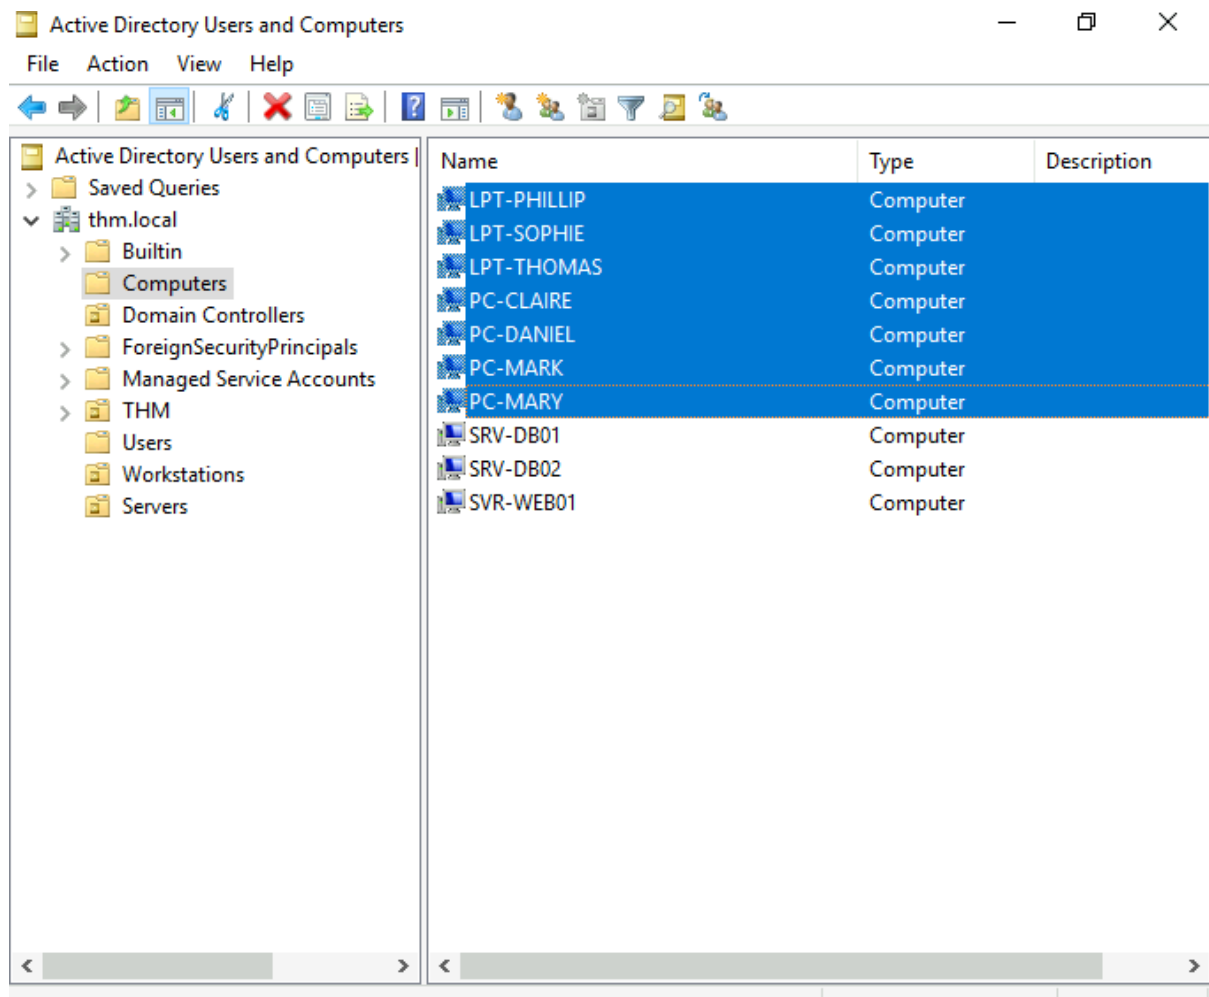 Active Directory Users and Computers
File Action View Help
Active Directory Users and Computers |
Saved Queries
thm.local
Builtin
Computers
Domain Controllers
ForeignSecurityPrincipals
Managed Service Accounts
THM
Users
Workstations
Servers
Name Type Description
LPT-PHILLIP Computer
LPT-SOPHIE Computer
LPT-THOMAS Computer
PC-CLAIRE Computer
PC-DANIEL Computer
PC-MARK Computer
PC-MARY Computer
SRV-DB01 Computer
SRV-DB02 Computer
SVR-WEB01 Computer